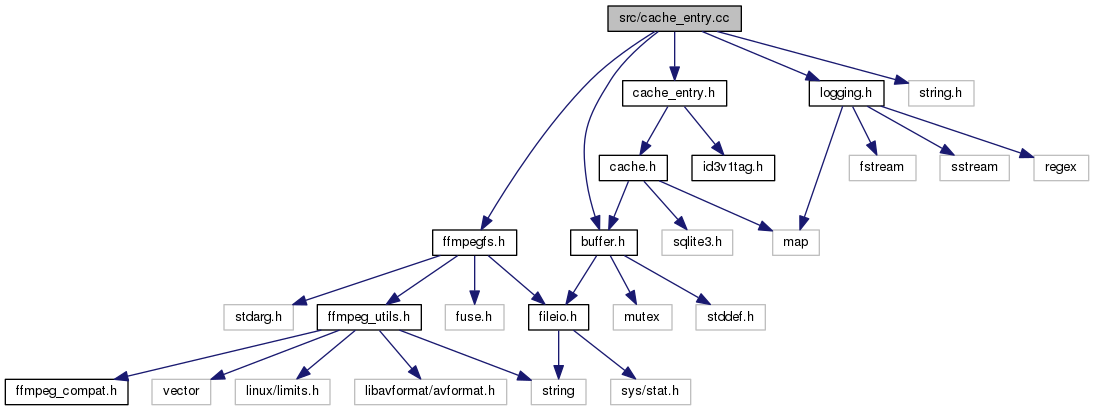 src/cache_entry.cc
cache_entry.h
logging.h
string.h
cache.h
id3v1tag.h
fstream
sstream
regex
ffmpegfs.h
buffer.h
sqlite3.h
map
stdarg.h
ffmpeg_utils.h
fuse.h
fileio.h
mutex
stddef.h
ffmpeg_compat.h
vector
linux/limits.h
libavformat/avformat.h
string
sys/stat.h